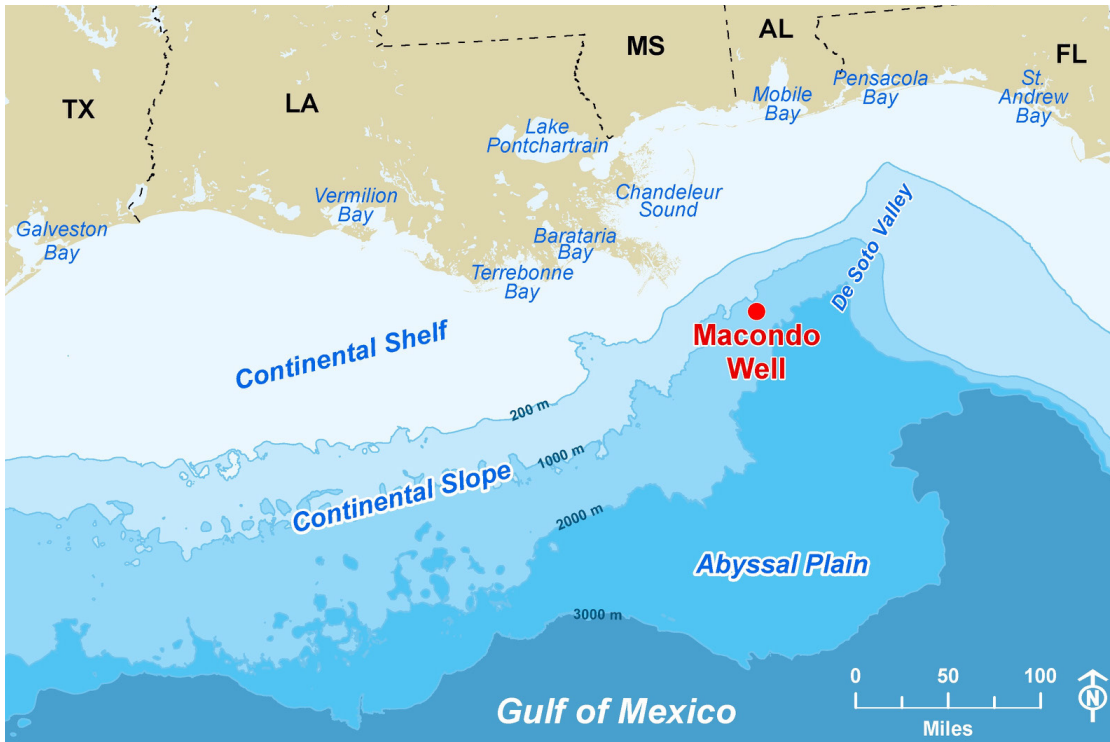 TX
LA
MS
AL
FL
Mobile
Bay
Pensacola
Bay
St.
Andrew
Bay
Lake
Pontchartrain
Vermilion
Bay
Chandeleur
Sound
Galveston
Bay
Barataria
Bay
Terrebonne
Bay
De Soto Valley
Macondo
Well
Continental Shelf
200 m
1000 m
Continental Slope
2000 m
Abyssal Plain
3000 m
Gulf of Mexico
0 50 100
Miles
N